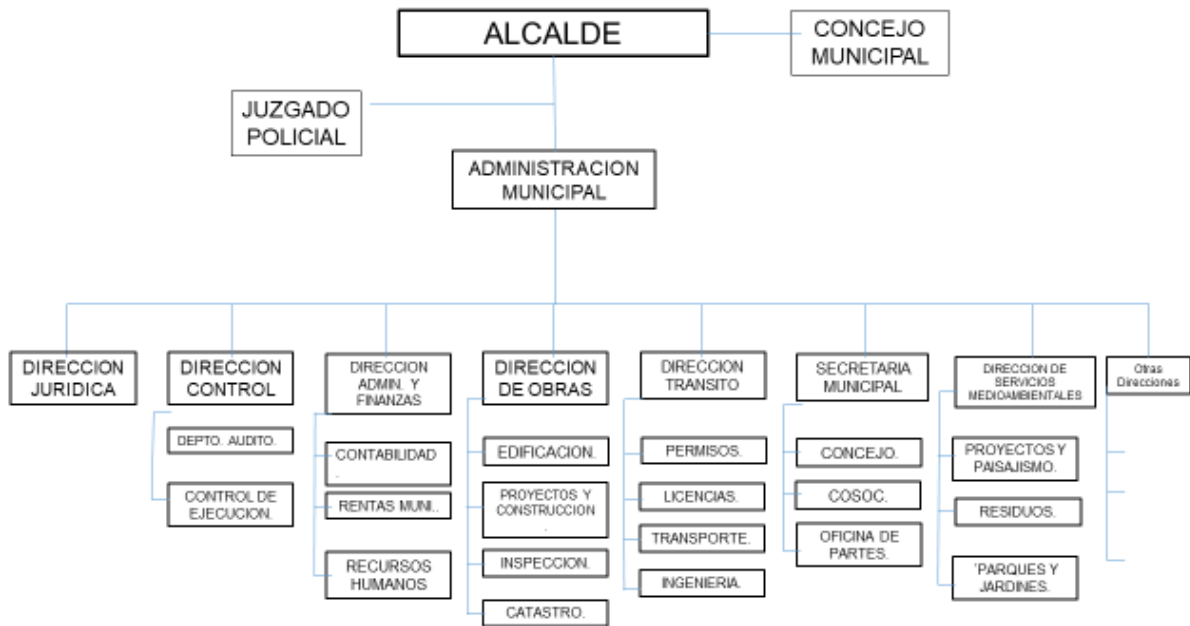 ALCALDE
CONCEJO
MUNICIPAL
JUZGADO
POLICIAL
ADMINISTRACION
MUNICIPAL
DIRECCION
JURIDICA
DIRECCION
CONTROL
DEPTO. AUDITO.
CONTROL DE
EJECUCION.
DIRECCION
ADMIN. Y
FINANZAS
CONTABILIDAD
.
RENTAS MUNI..
RECURSOS
HUMANOS
DIRECCION
DE OBRAS
EDIFICACION.
PROYECTOS Y
CONSTRUCCION
.
INSPECCION.
CATASTRO.
DIRECCION
TRANSITO
PERMISOS.
LICENCIAS.
TRANSPORTE.
INGENIERIA.
SECRETARIA
MUNICIPAL
CONCEJO.
COSOC.
OFICINA DE
PARTES.
DIRECCION DE
SERVICIOS
MEDIOAMBIENTALES
PROYECTOS Y
PAISAJISMO.
RESIDUOS.
'PARQUES Y
JARDINES.
Otras
Direcciones